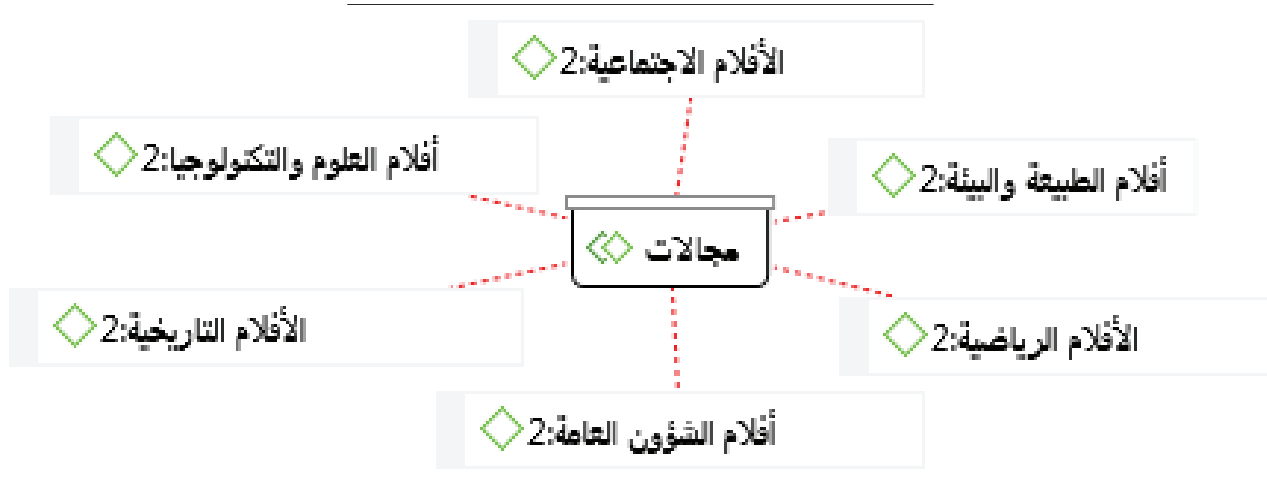 الأفلام الاجتماعية:2
أفلام العلوم والتكنولوجيا:2
أفلام الطبيعة والبيئة:2
مجالات
الأفلام التاريخية:2
الأفلام الرياضية:2
أفلام الشؤون العامة:2